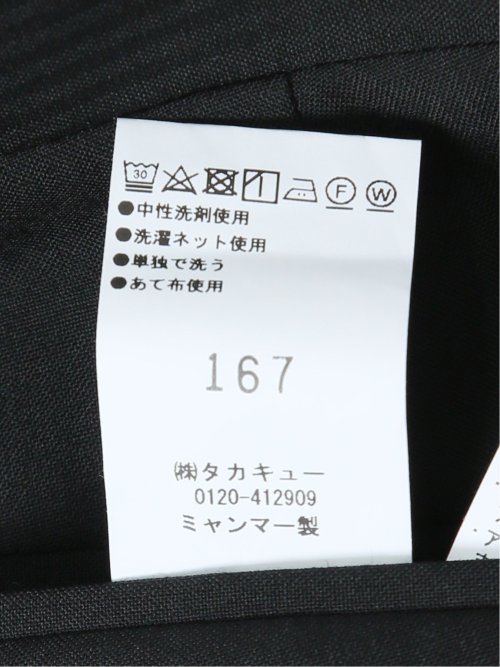 30 F W
●中性洗剤使用
●洗濯ネット使用
●単独で洗う
●あて布使用
167
㈱タカキュー
0120-412909
ミャンマー製